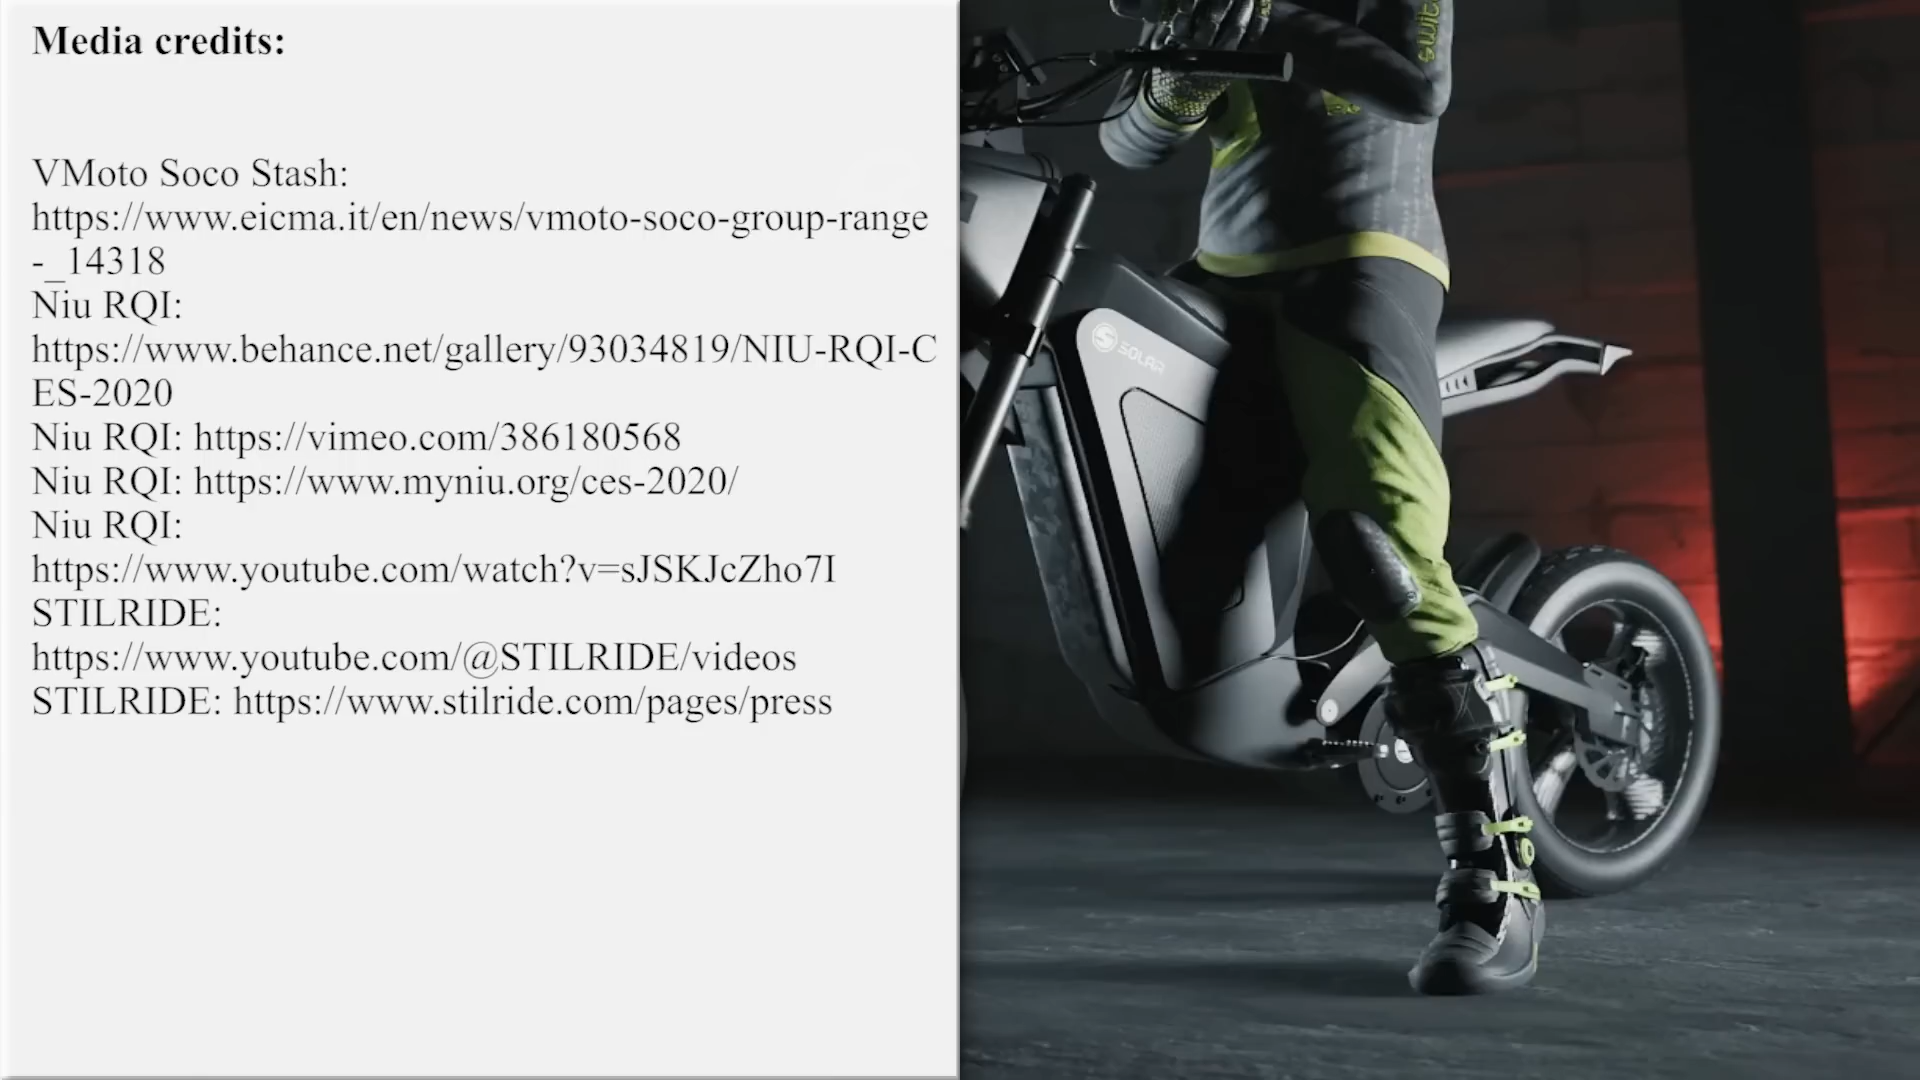 Media credits:
VMoto Soco Stash:
https://www.eicma.it/en/news/vmoto-soco-group-range
-_14318
Niu RQI:
https://www.behance.net/gallery/93034819/NIU-RQI-C
ES-2020
Niu RQI: https://vimeo.com/386180568
Niu RQI: https://www.myniu.org/ces-2020/
Niu RQI:
https://www.youtube.com/watch?v=sJSKJcZho7I
STILRIDE:
https://www.youtube.com/@STILRIDE/videos
STILRIDE: https://www.stilride.com/pages/press
SOLAR